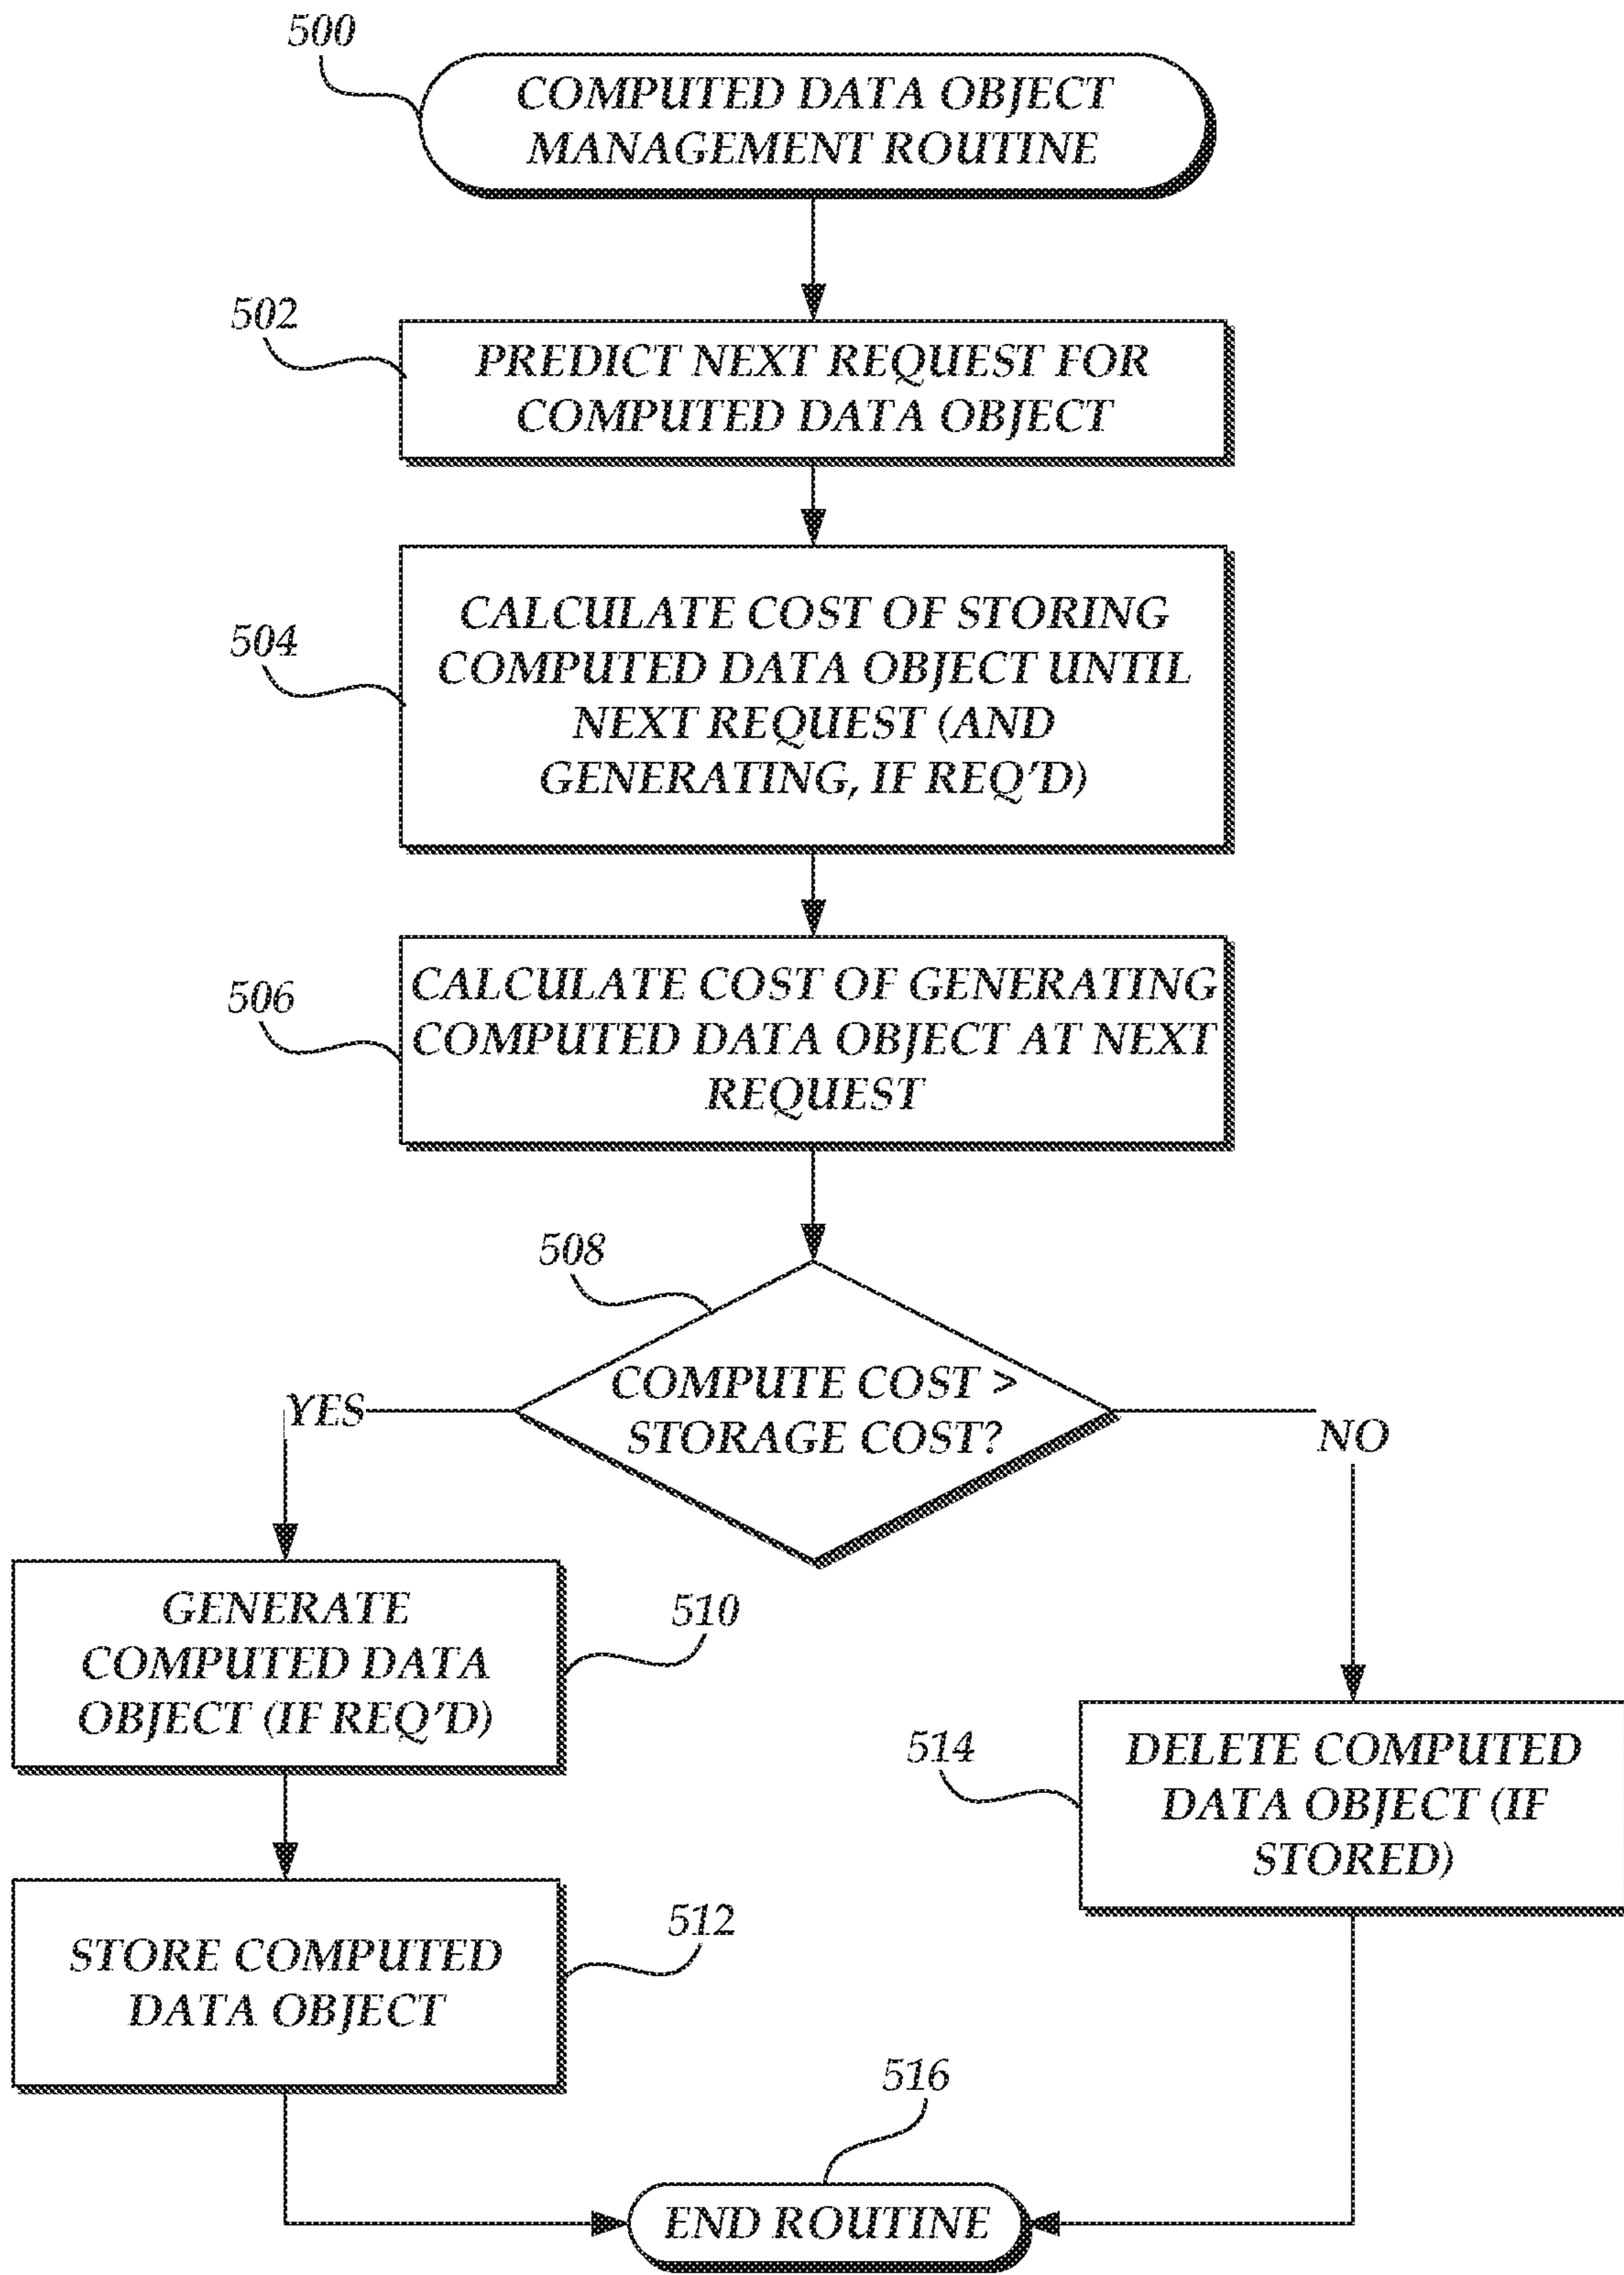 500
COMPUTED DATA OBJECT
MANAGEMENT ROUTINE
502
PREDICT NEXT REQUEST FOR
COMPUTED DATA OBJECT
504
CALCULATE COST OF STORING
COMPUTED DATA OBJECT UNTIL
NEXT REQUEST (AND
GENERATING, IF REQ'D)
506
CALCULATE COST OF GENERATING
COMPUTED DATA OBJECT AT NEXT
REQUEST
508
COMPUTE COST >
STORAGE COST?
YES
NO
GENERATE
COMPUTED DATA
OBJECT (IF REQ'D)
510
514
DELETE COMPUTED
DATA OBJECT (IF
STORED)
STORE COMPUTED
DATA OBJECT
512
516
END ROUTINE